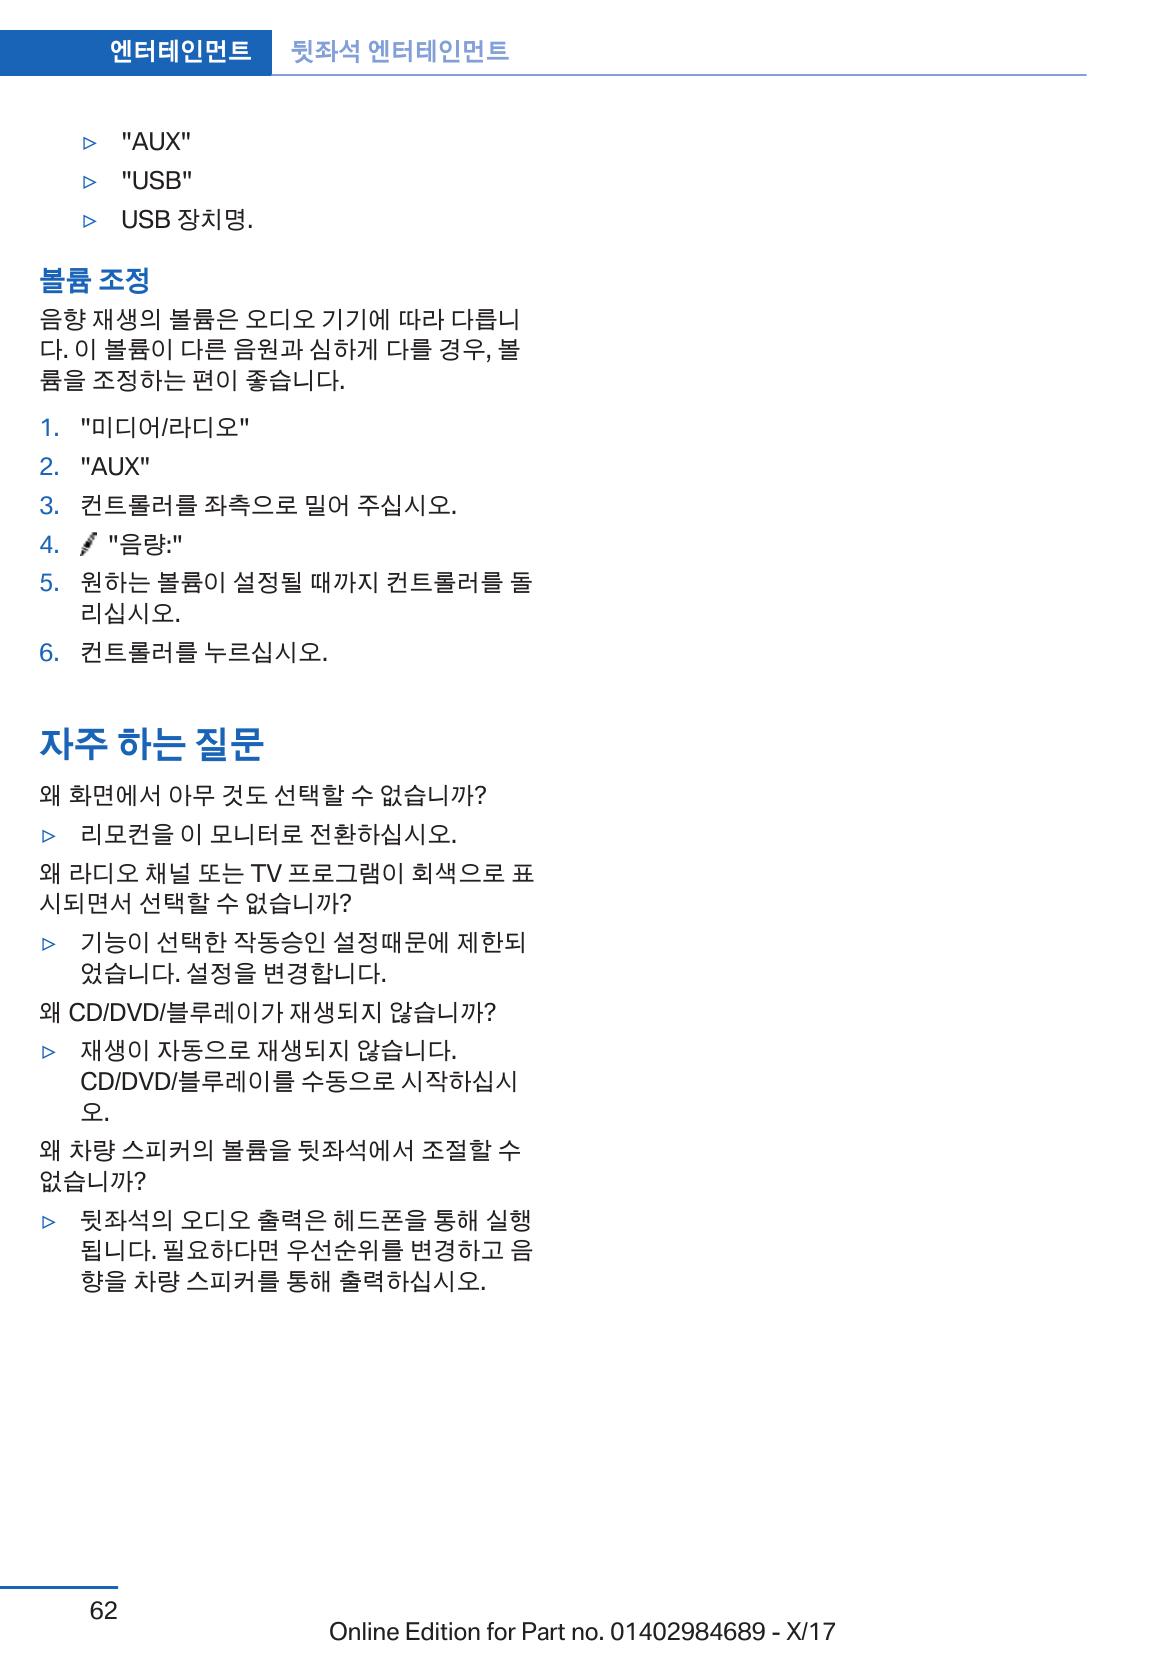 엔터테인먼트 뒷좌석 엔터테인먼트
▷ "AUX"
▷ "USB"
▷ USB 장치명.
볼륨 조정
음향 재생의 볼륨은 오디오 기기에 따라 다릅니
다. 이 볼륨이 다른 음원과 심하게 다를 경우, 볼
륨을 조정하는 편이 좋습니다.
1. "미디어/라디오"
2. "AUX"
3. 컨트롤러를 좌측으로 밀어 주십시오.
4. "음량:"
5. 원하는 볼륨이 설정될 때까지 컨트롤러를 돌
리십시오.
6. 컨트롤러를 누르십시오.
자주 하는 질문
왜 화면에서 아무 것도 선택할 수 없습니까?
▷ 리모컨을 이 모니터로 전환하십시오.
왜 라디오 채널 또는 TV 프로그램이 회색으로 표
시되면서 선택할 수 없습니까?
▷ 기능이 선택한 작동승인 설정때문에 제한되
었습니다. 설정을 변경합니다.
왜 CD/DVD/블루레이가 재생되지 않습니까?
▷ 재생이 자동으로 재생되지 않습니다.
CD/DVD/블루레이를 수동으로 시작하십시
오.
왜 차량 스피커의 볼륨을 뒷좌석에서 조절할 수
없습니까?
▷ 뒷좌석의 오디오 출력은 헤드폰을 통해 실행
됩니다. 필요하다면 우선순위를 변경하고 음
향을 차량 스피커를 통해 출력하십시오.
62
Online Edition for Part no. 01402984689 - X/17